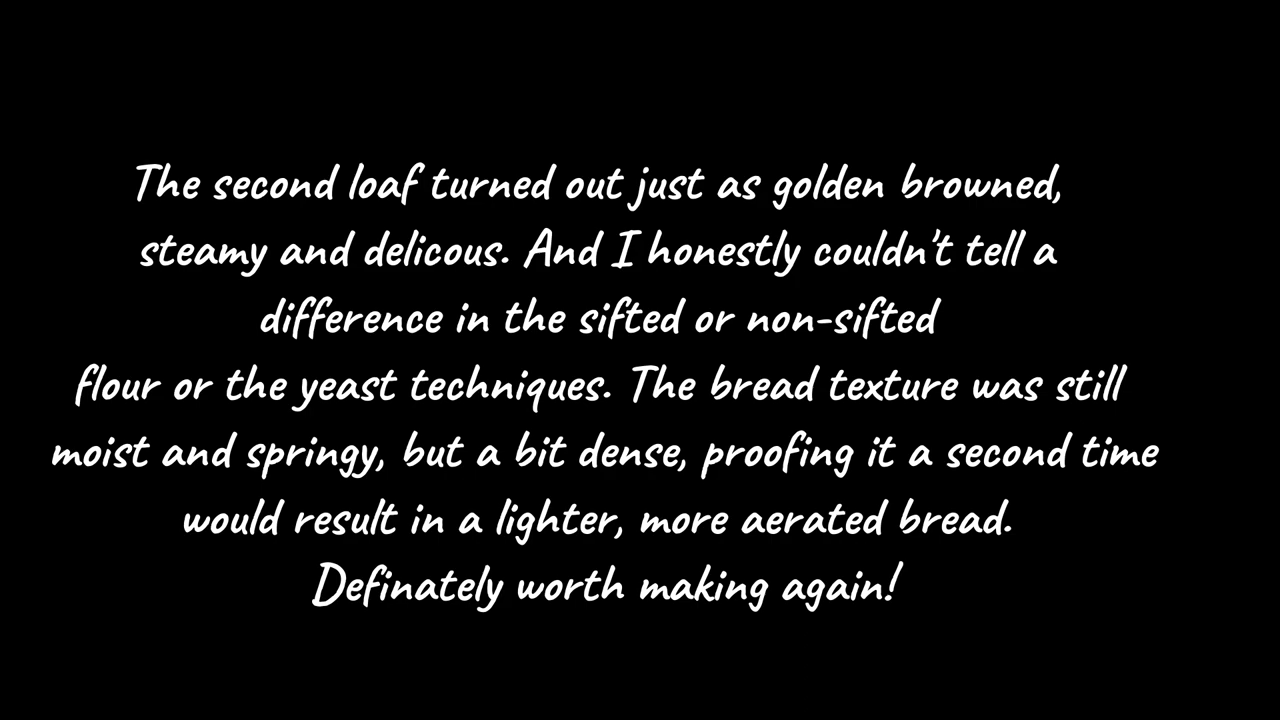 The second loaf turned out just as golden browned,
steamy and delicous. And I honestly couldn't tell a
difference in the sifted or non-sifted
flour or the yeast techniques. The bread texture was still
moist and springy, but a bit dense, proofing it a second time
would result in a lighter, more aerated bread.
Definately worth making again!